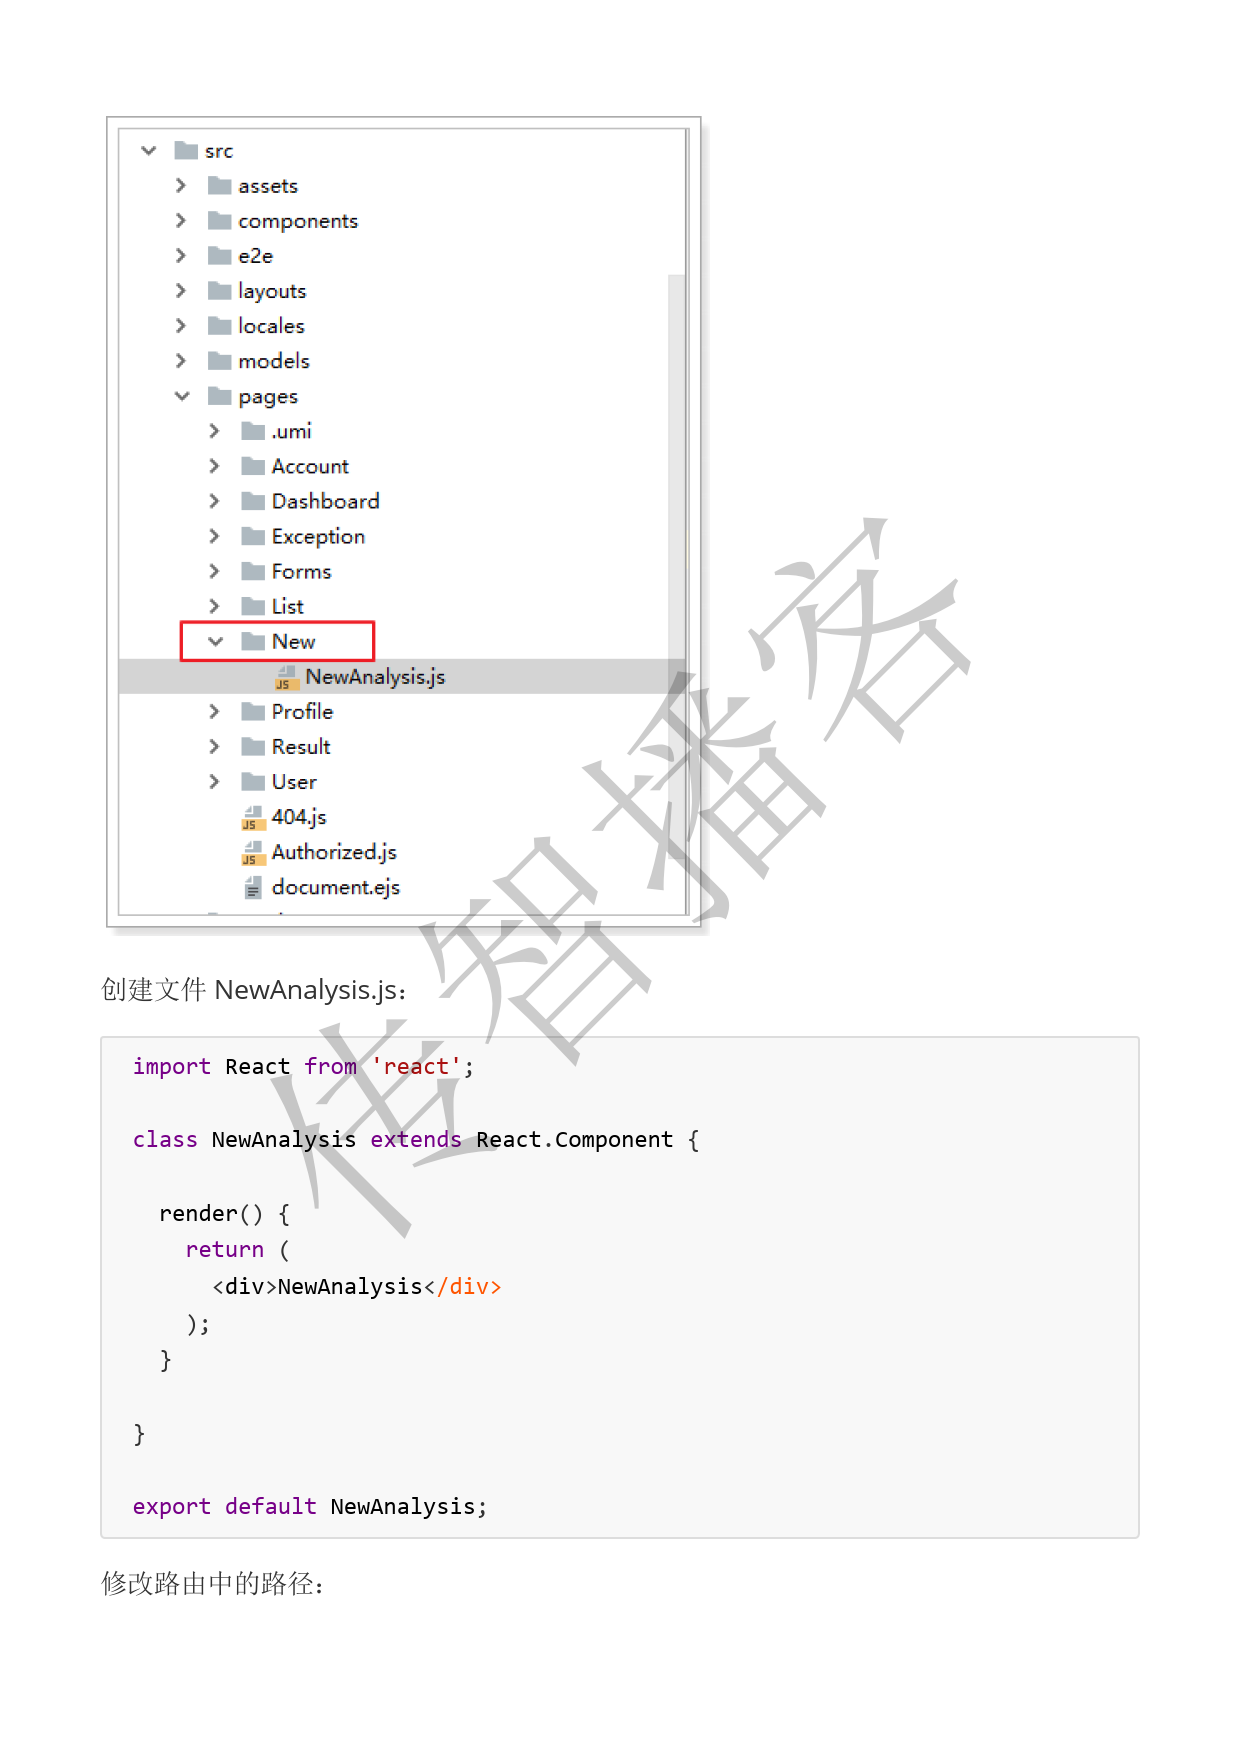 src
assets
components
e2e
layouts
locales
models
pages
.umi
Account
Dashboard
Exception
Forms
List
New
NewAnalysis.js
Profile
Result
User
404.js
Authorized.js
document.ejs
创建文件 NewAnalysis.js：
import React from 'react';
class NewAnalysis extends React.Component {
render() {
return (
<div>NewAnalysis</div>
);
}
}
export default NewAnalysis;
修改路由中的路径：
传智播客